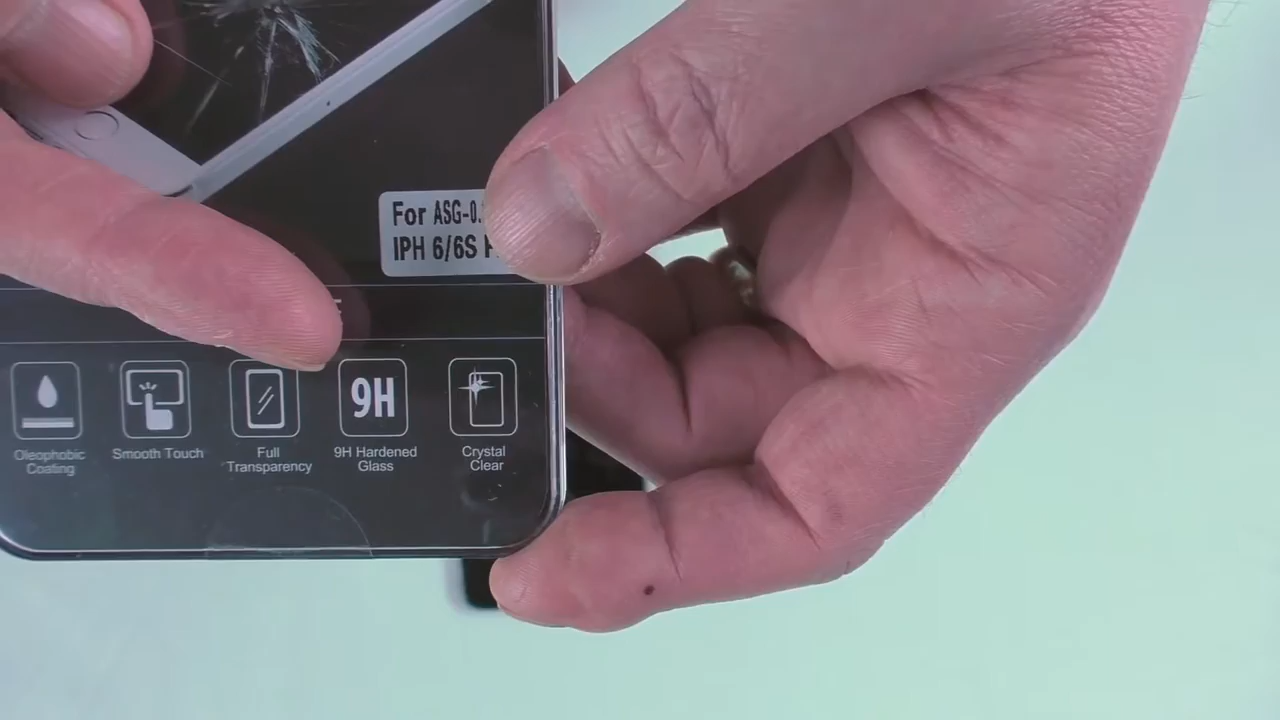 For ASG-0.
IPH 6/6S
9H
Oleophobic
Coating
Smooth Touch
Full
Transparency
9H Hardened
Glass
Crystal
Clear